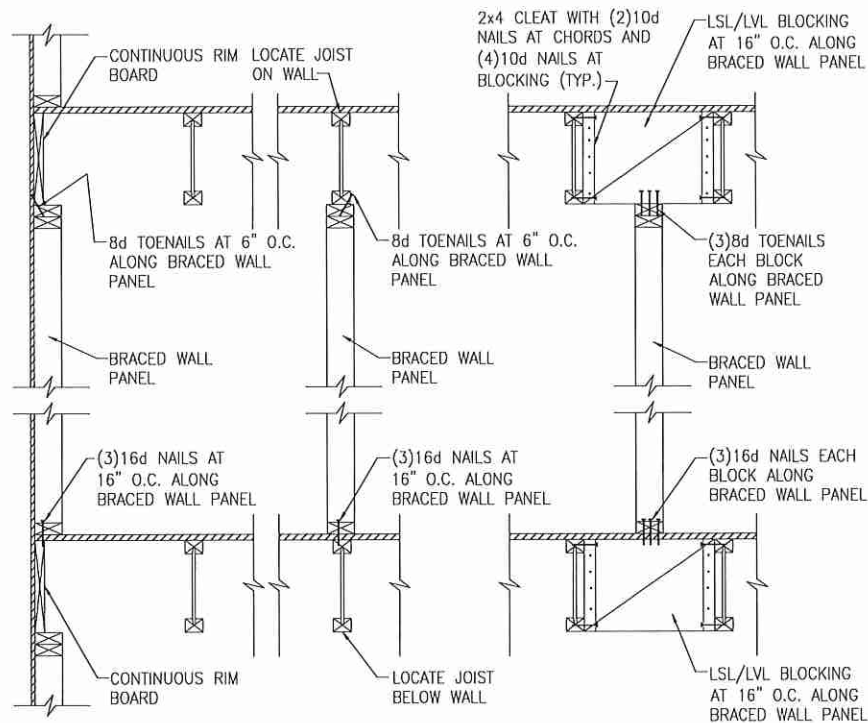 CONTINUOUS RIM
BOARD
LOCATE JOIST
ON WALL
2x4 CLEAT WITH (2)10d
NAILS AT CHORDS AND
(4)10d NAILS AT
BLOCKING (TYP.)
LSL/LVL BLOCKING
AT 16" O.C. ALONG
BRACED WALL PANEL
8d TOENAILS AT 6" O.C.
ALONG BRACED WALL
PANEL
8d TOENAILS AT 6" O.C.
ALONG BRACED WALL
PANEL
(3)8d TOENAILS
EACH BLOCK
ALONG BRACED
WALL PANEL
BRACED WALL
PANEL
BRACED WALL
PANEL
BRACED WALL
PANEL
(3)16d NAILS AT
16" O.C. ALONG
BRACED WALL PANEL
(3)16d NAILS AT
16" O.C. ALONG
BRACED WALL PANEL
(3)16d NAILS EACH
BLOCK ALONG
BRACED WALL PANEL
CONTINUOUS RIM
BOARD
LOCATE JOIST
BELOW WALL
LSL/LVL BLOCKING
AT 16" O.C. ALONG
BRACED WALL PANEL